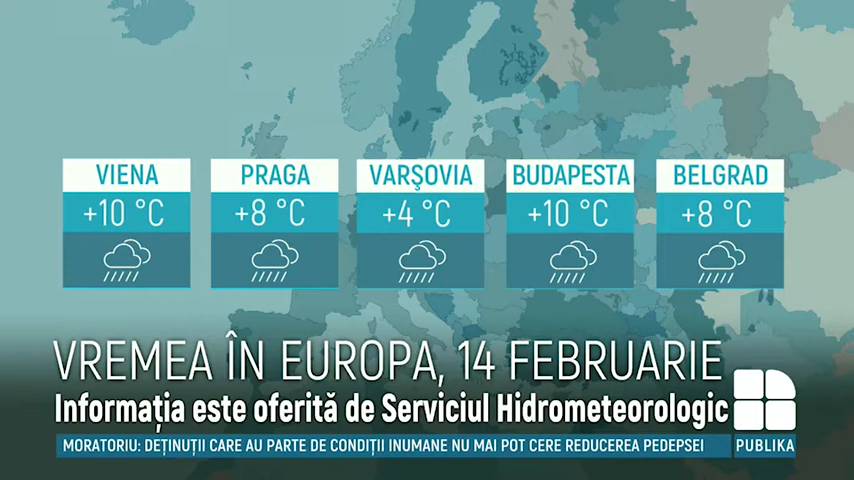 VIENA PRAGA VARŞOVIA BUDAPESTA BELGRAD
+10 °C +8 °C +4 °C +10 °C +8 °C
VREMEA ÎN EUROPA, 14 FEBRUARIE
Informația este oferită de Serviciul Hidrometeorologic
MORATORIU: DEȚINUȚII CARE AU PARTE DE CONDIȚII INUMANE NU MAI POT CERE REDUCEREA PEDEPSEI
PUBLIKA